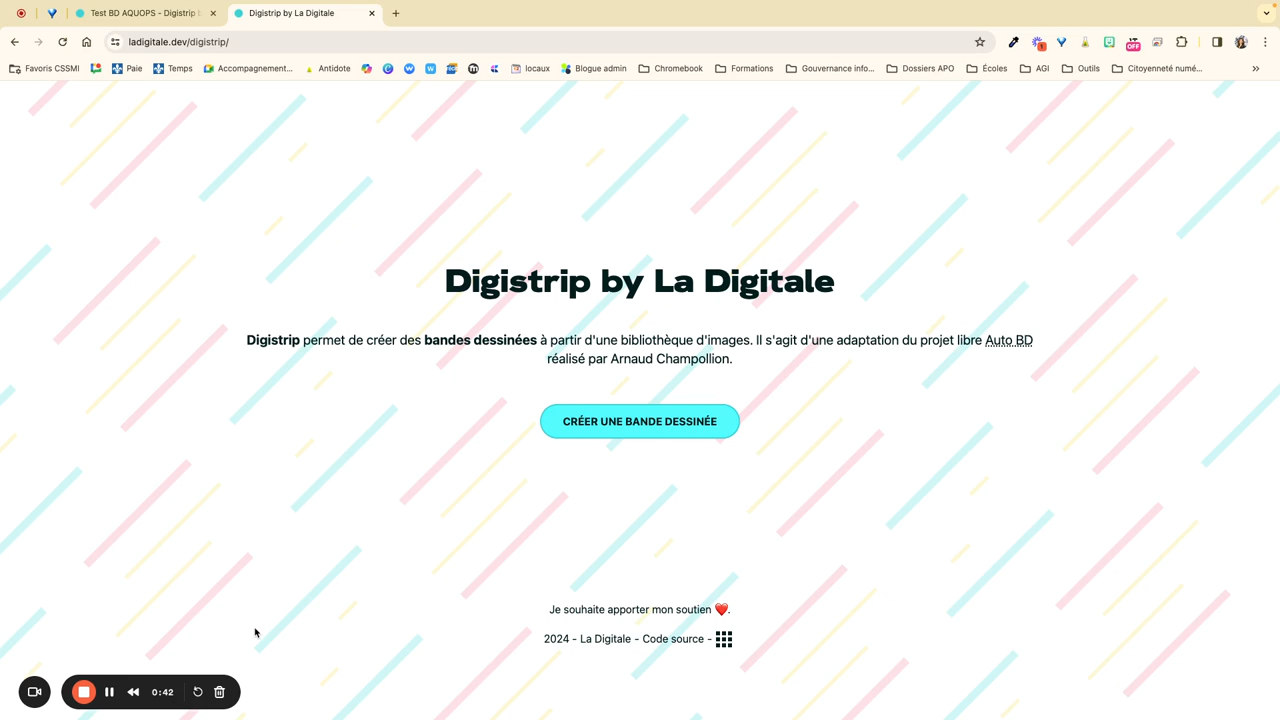 Test BD AQUOPS - Digistrip b
Digistrip by La Digitale
ladigitale.dev/digistrip/
1
OFF
Favoris CSSMI
Paie
Temps
Accompagnement...
Antidote
locaux
Blogue admin
Chromebook
Formations
Gouvernance info...
Dossiers APO
Écoles
AGI
Outils
Citoyenneté numé...
Digistrip by La Digitale
Digistrip permet de créer des bandes dessinées à partir d'une bibliothèque d'images. Il s'agit d'une adaptation du projet libre Auto BD
réalisé par Arnaud Champollion.
CRÉER UNE BANDE DESSINÉE
Je souhaite apporter mon soutien ❤️.
2024 - La Digitale - Code source -
0:42